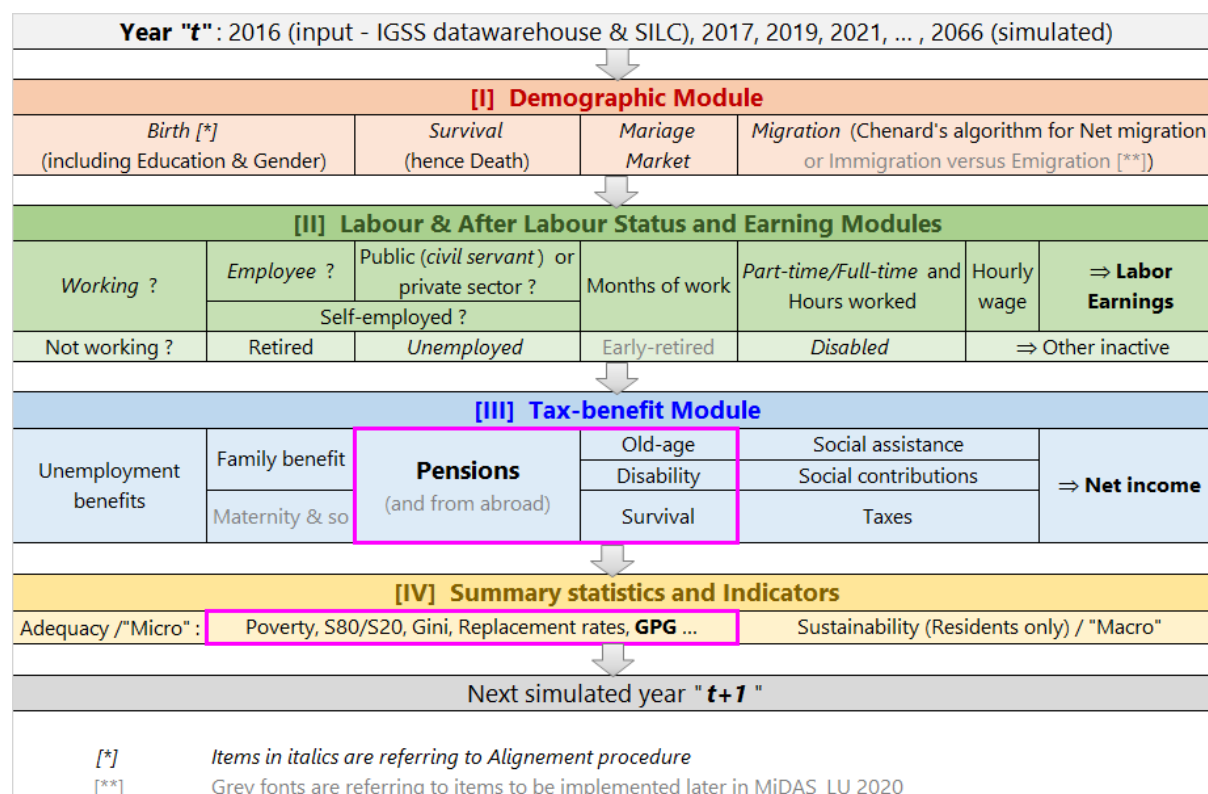 Year "t" : 2016 (input - IGSS datawarehouse & SILC), 2017, 2019, 2021, ... , 2066 (simulated)
[I] Demographic Module
Birth [*]
(including Education & Gender)
Survival
(hence Death)
Mariage
Market
Migration (Chenard's algorithm for Net migration
or Immigration versus Emigration [**])
[II] Labour & After Labour Status and Earning Modules
Working ?
Employee ?
Public (civil servant) or
private sector ?
Self-employed ?
Months of work
Part-time/Full-time and
Hours worked
Hourly
wage
⇒ Labor
Earnings
Not working ?
Retired
Unemployed
Early-retired
Disabled
⇒ Other inactive
[III] Tax-benefit Module
Unemployment
benefits
Family benefit
Maternity & so
Pensions
(and from abroad)
Old-age
Disability
Survival
Social assistance
Social contributions
Taxes
⇒ Net income
[IV] Summary statistics and Indicators
Adequacy /"Micro" :
Poverty, S80/S20, Gini, Replacement rates, GPG ...
Sustainability (Residents only) / "Macro"
Next simulated year "t+1 "
[*] Items in italics are referring to Alignement procedure
[**] Grey fonts are referring to items to be implemented later in MiDAS_LU 2020